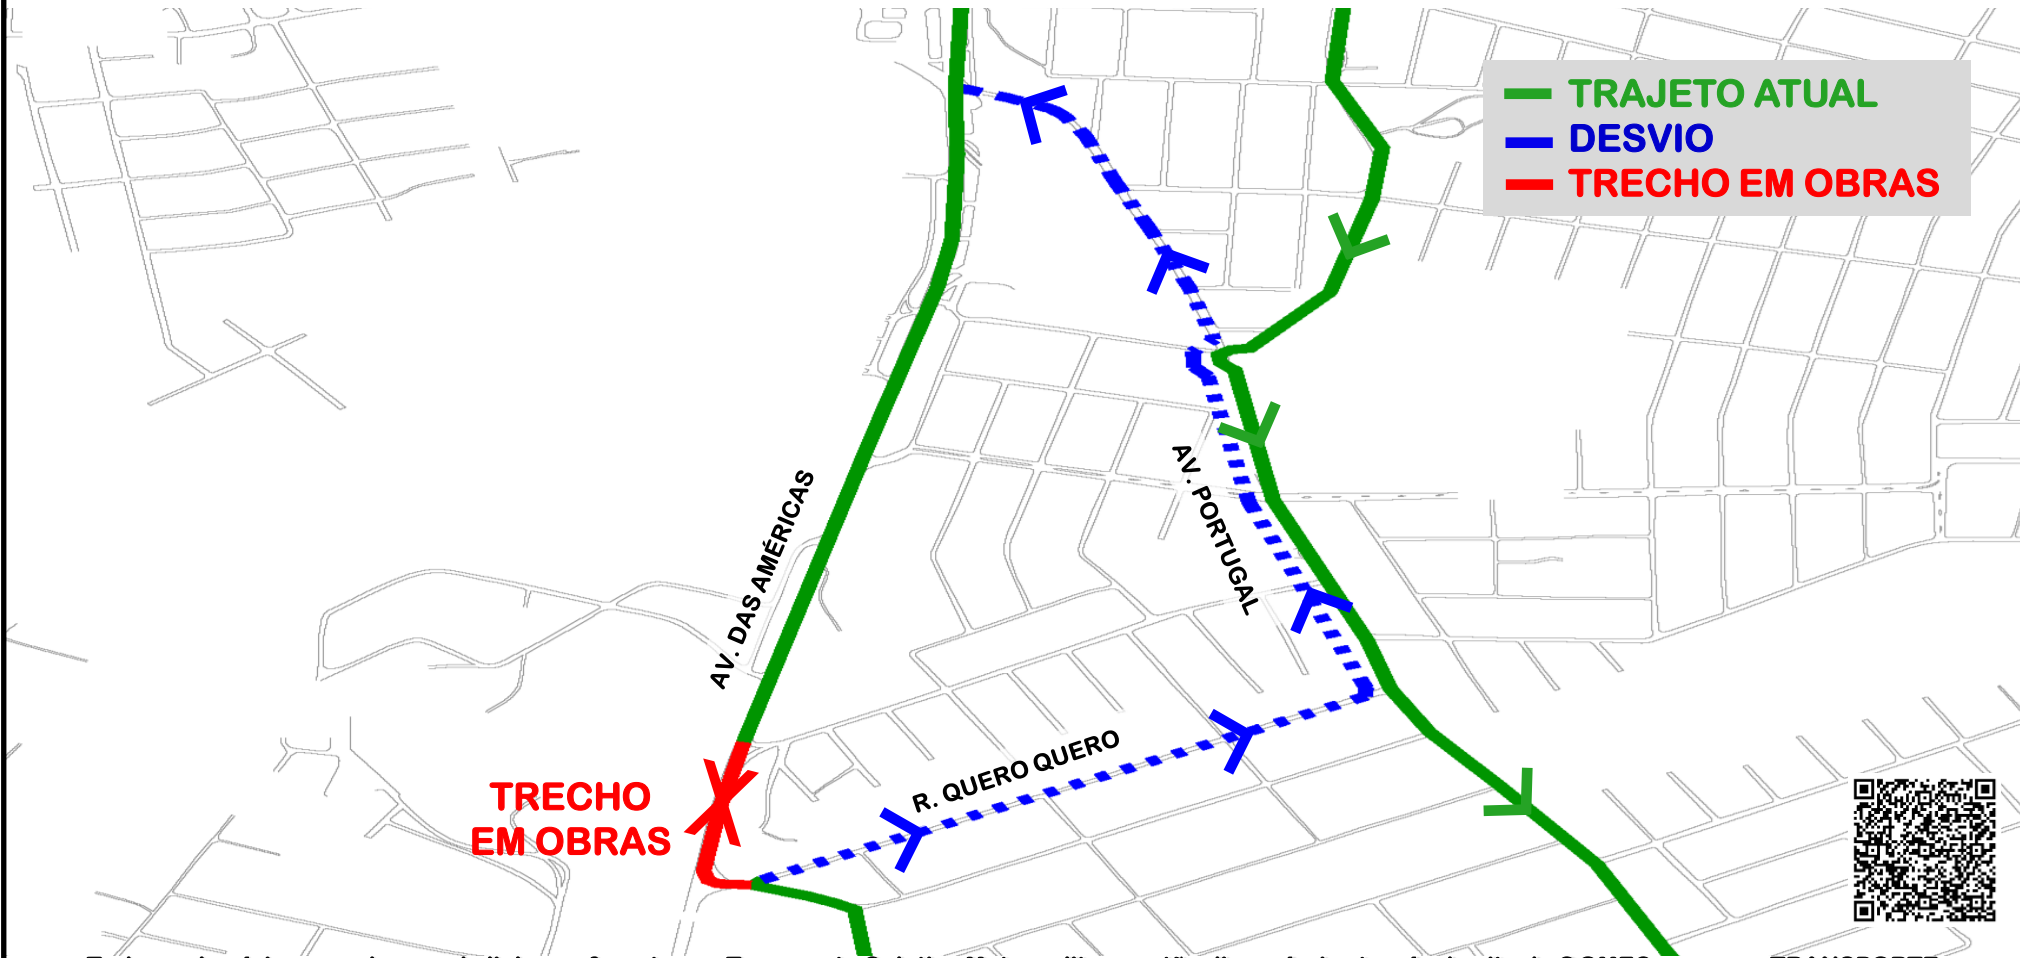 TRAJETO ATUAL
DESVIO
TRECHO EM OBRAS
AV. DAS AMÉRICAS
AV. PORTUGAL
R. QUERO QUERO
TRECHO
EM OBRAS